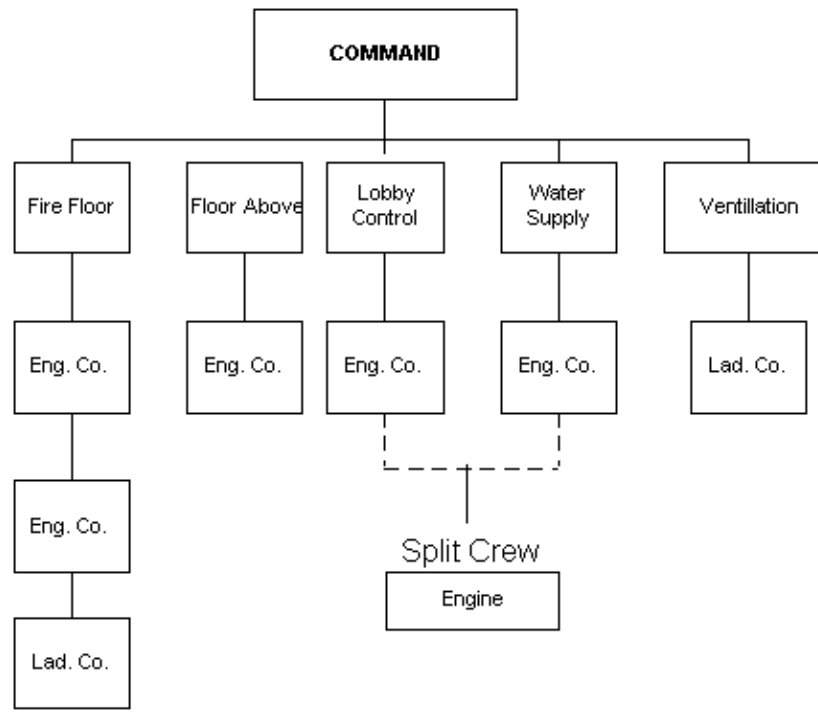 COMMAND
Fire Floor
Floor Above
Lobby
Control
Water
Supply
Ventillation
Eng. Co.
Eng. Co.
Eng. Co.
Eng. Co.
Lad. Co.
Eng. Co.
Split Crew
Engine
Lad. Co.